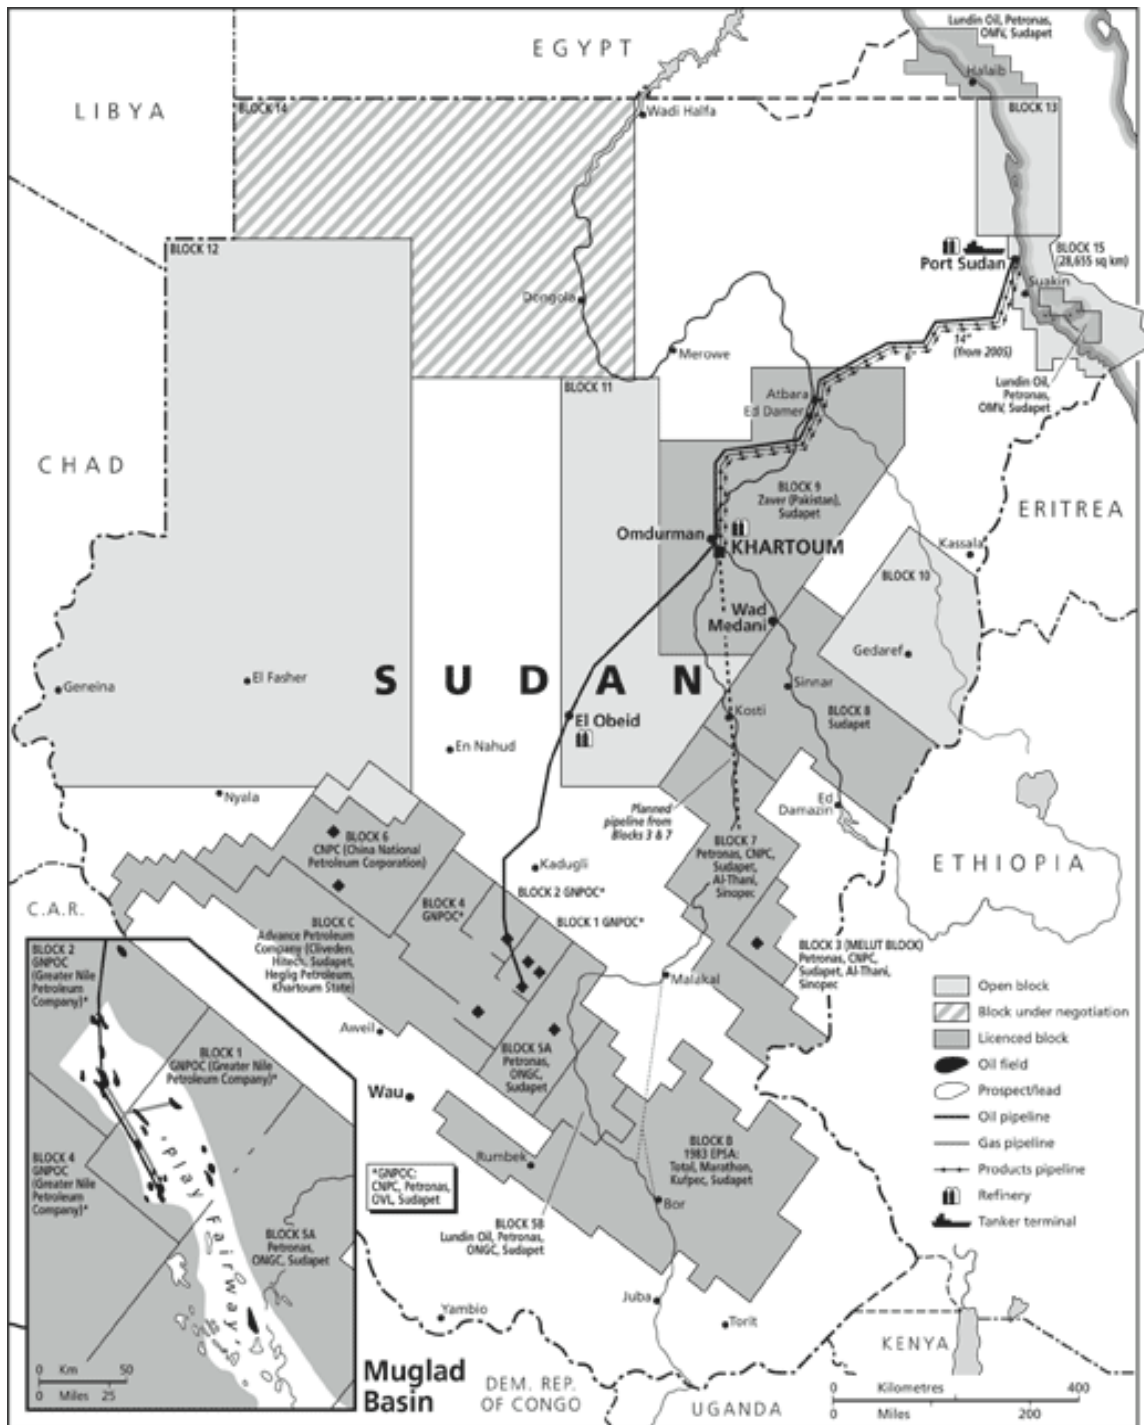 Lundin Oil, Petronas,
OMV, Sudapet
EGYPT
LIBYA
Halaib
BLOCK 14
Wadi Halfa
BLOCK 13
BLOCK 12
BLOCK 15
(28,655 sq km)
Port Sudan
Suakin
Dongola
14"
(from 2005)
6"
Merowe
Lundin Oil,
Petronas,
OMV, Sudapet
BLOCK 11
Atbara
Ed Damer
CHAD
BLOCK 9
Zaver (Pakistan),
Sudapet
ERITREA
Omdurman
KHARTOUM
Kassala
BLOCK 10
Wad
Medani
Gedaref
SUDAN
Geneina
El Fasher
Sinnar
Kosti
BLOCK 8
Sudapet
El Obeid
En Nahud
Nyala
Planned
pipeline from
Blocks 3 & 7
Ed
Damazin
BLOCK 6
CNPC (China National
Petroleum Corporation)
BLOCK 7
Petronas, CNPC,
Sudapet,
Al-Thani,
Sinopec
ETHIOPIA
Kadugli
BLOCK 2 GNPOC*
BLOCK 4
GNPOC*
BLOCK 1 GNPOC*
C.A.R.
BLOCK C
Advance Petroleum
Company (Cliveden,
Hitech, Sudapet,
Heglig Petroleum,
Khartoum State)
BLOCK 3 (MELUT BLOCK)
Petronas, CNPC,
Sudapet, Al-Thani,
Sinopec
Malakal
Aweil
BLOCK 5A
Petronas,
ONGC,
Sudapet
Wau
BLOCK B
1983 EPSA:
Total, Marathon,
Kufpec, Sudapet
Rumbek
*GNPOC:
CNPC, Petronas,
OVL, Sudapet
Bor
BLOCK 5B
Lundin Oil, Petronas,
ONGC, Sudapet
Juba
Yambio
Torit
KENYA
DEM. REP.
OF CONGO
UGANDA
Open block
Block under negotiation
Licenced block
Oil field
Prospect/lead
Oil pipeline
Gas pipeline
Products pipeline
Refinery
Tanker terminal
0 Kilometres 400
0 Miles 200
BLOCK 2
GNPOC
(Greater Nile
Petroleum
Company)*
BLOCK 1
GNPOC (Greater Nile
Petroleum Company)*
BLOCK 4
GNPOC
(Greater Nile
Petroleum
Company)*
Play Fairway
BLOCK 5A
Petronas,
ONGC, Sudapet
0 Km 50
0 Miles 25
Muglad
Basin